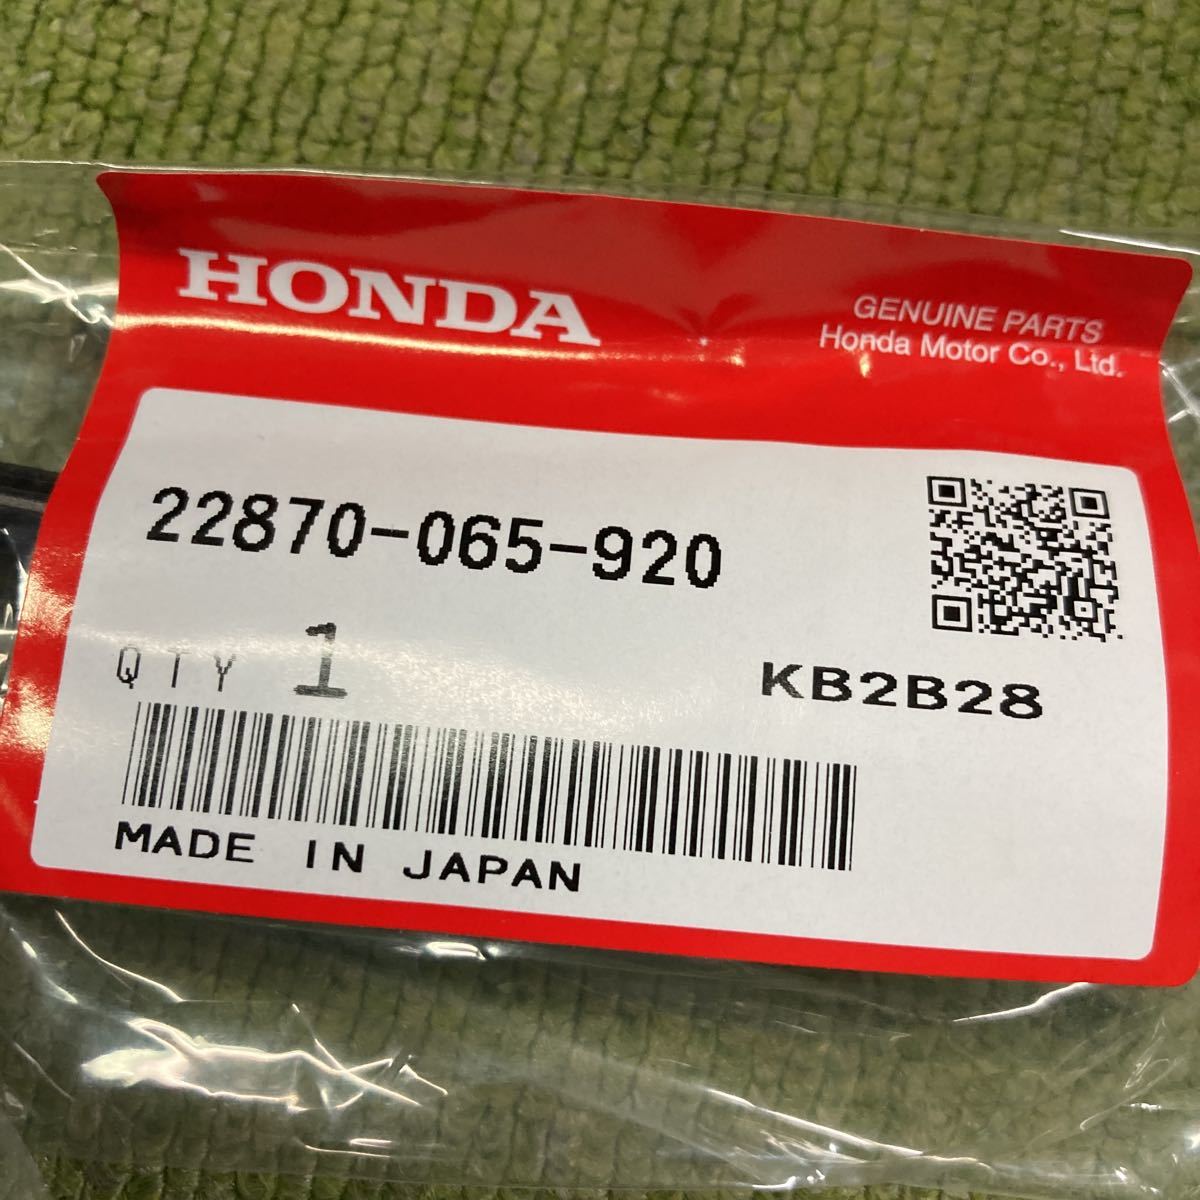 HONDA
GENUINE PARTS
Honda Motor Co., Ltd.
22870-065-920
QTY 1
KB2B28
MADE IN JAPAN